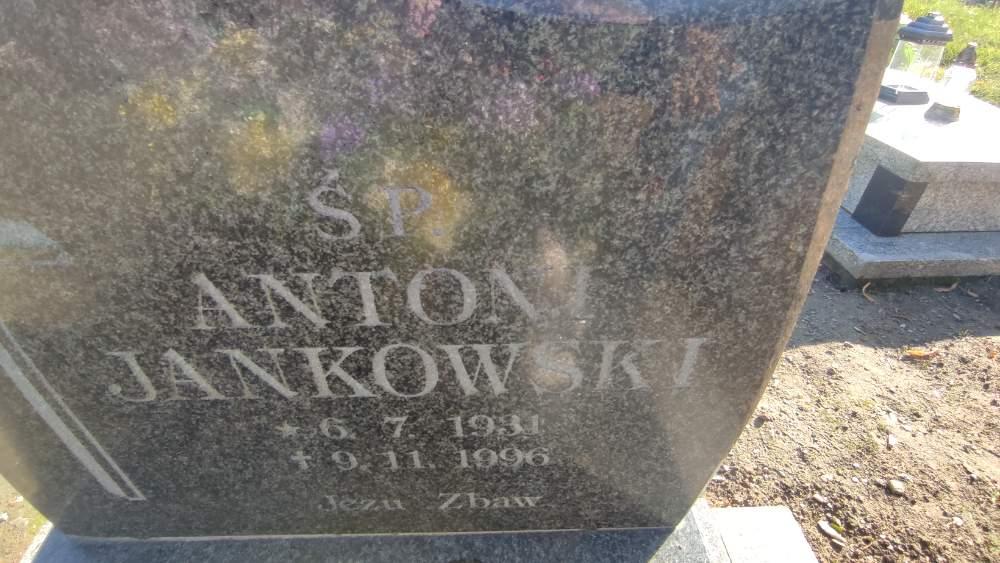 Ś P.
ANTONI
JANKOWSKI
* 6. 7. 1931
† 9. 11. 1996
Jezu Zbaw